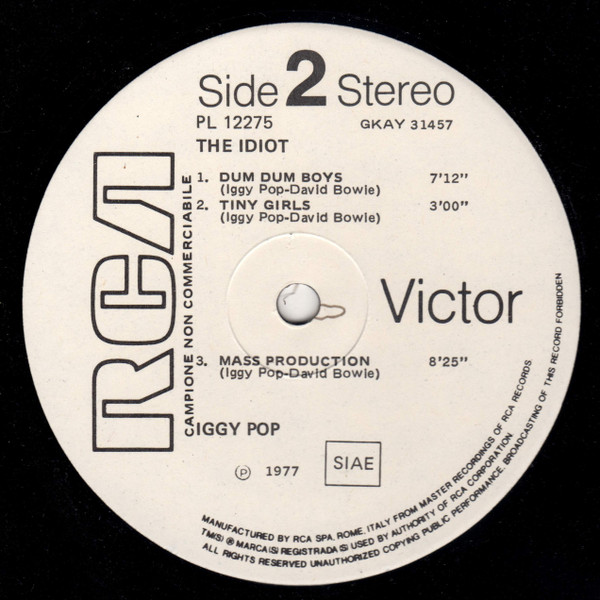 Side 2 Stereo
PL 12275 GKAY 31457
THE IDIOT
1. DUM DUM BOYS 7'12"
(Iggy Pop-David Bowie)
2. TINY GIRLS 3'00"
(Iggy Pop-David Bowie)
RCA
CAMPIONE NON COMMERCIABILE
Victor
3. MASS PRODUCTION 8'25"
(Iggy Pop-David Bowie)
IGGY POP
Ⓟ 1977
SIAE
MANUFACTURED BY RCA SPA. ROME. ITALY FROM MASTER RECORDINGS OF RCA RECORDS
TM(S) ® MARCA(S) REGISTRADA(S) USED BY AUTHORITY OF RCA CORPORATION.
ALL RIGHTS RESERVED UNAUTHORIZED COPYING PUBLIC PERFORMANCE. BROADCASTING OF THIS RECORD FORBIDDEN